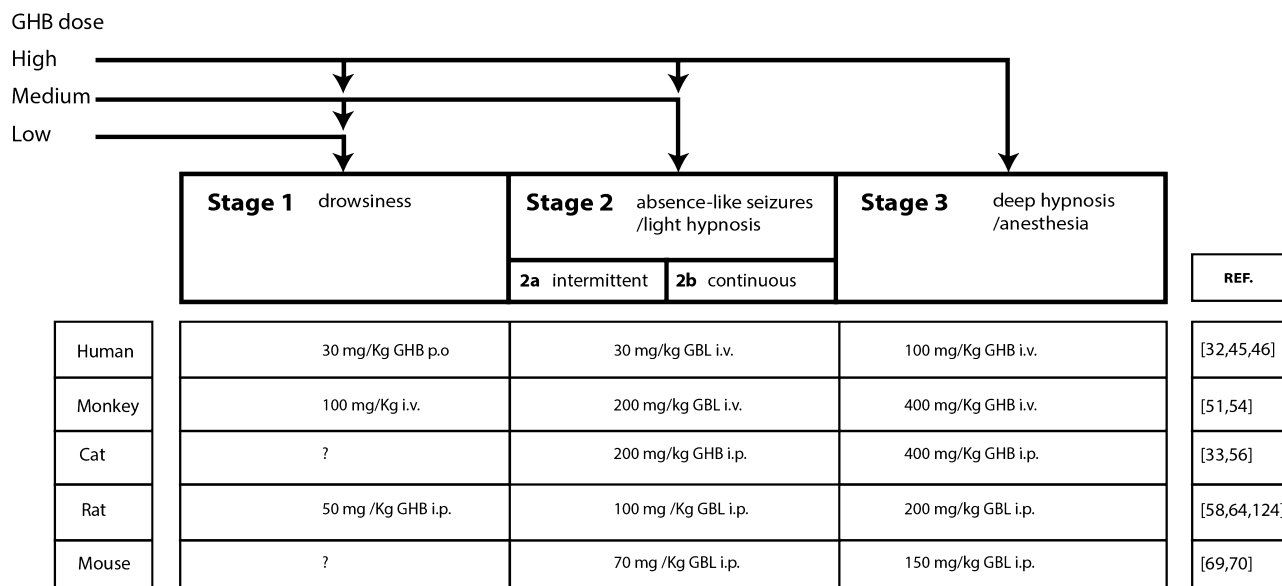 GHB dose
High
Medium
Low
Stage 1 drowsiness
Stage 2 absence-like seizures
/light hypnosis
2a intermittent 2b continuous
Stage 3 deep hypnosis
/anesthesia
REF.
Human 30 mg/Kg GHB p.o 30 mg/kg GBL i.v. 100 mg/Kg GHB i.v. [32,45,46]
Monkey 100 mg/Kg i.v. 200 mg/kg GBL i.v. 400 mg/Kg GHB i.v. [51,54]
Cat ? 200 mg/kg GHB i.p. 400 mg/Kg GHB i.p. [33,56]
Rat 50 mg /Kg GHB i.p. 100 mg /Kg GBL i.p. 200 mg/kg GBL i.p. [58,64,124]
Mouse ? 70 mg /Kg GBL i.p. 150 mg/kg GBL i.p. [69,70]